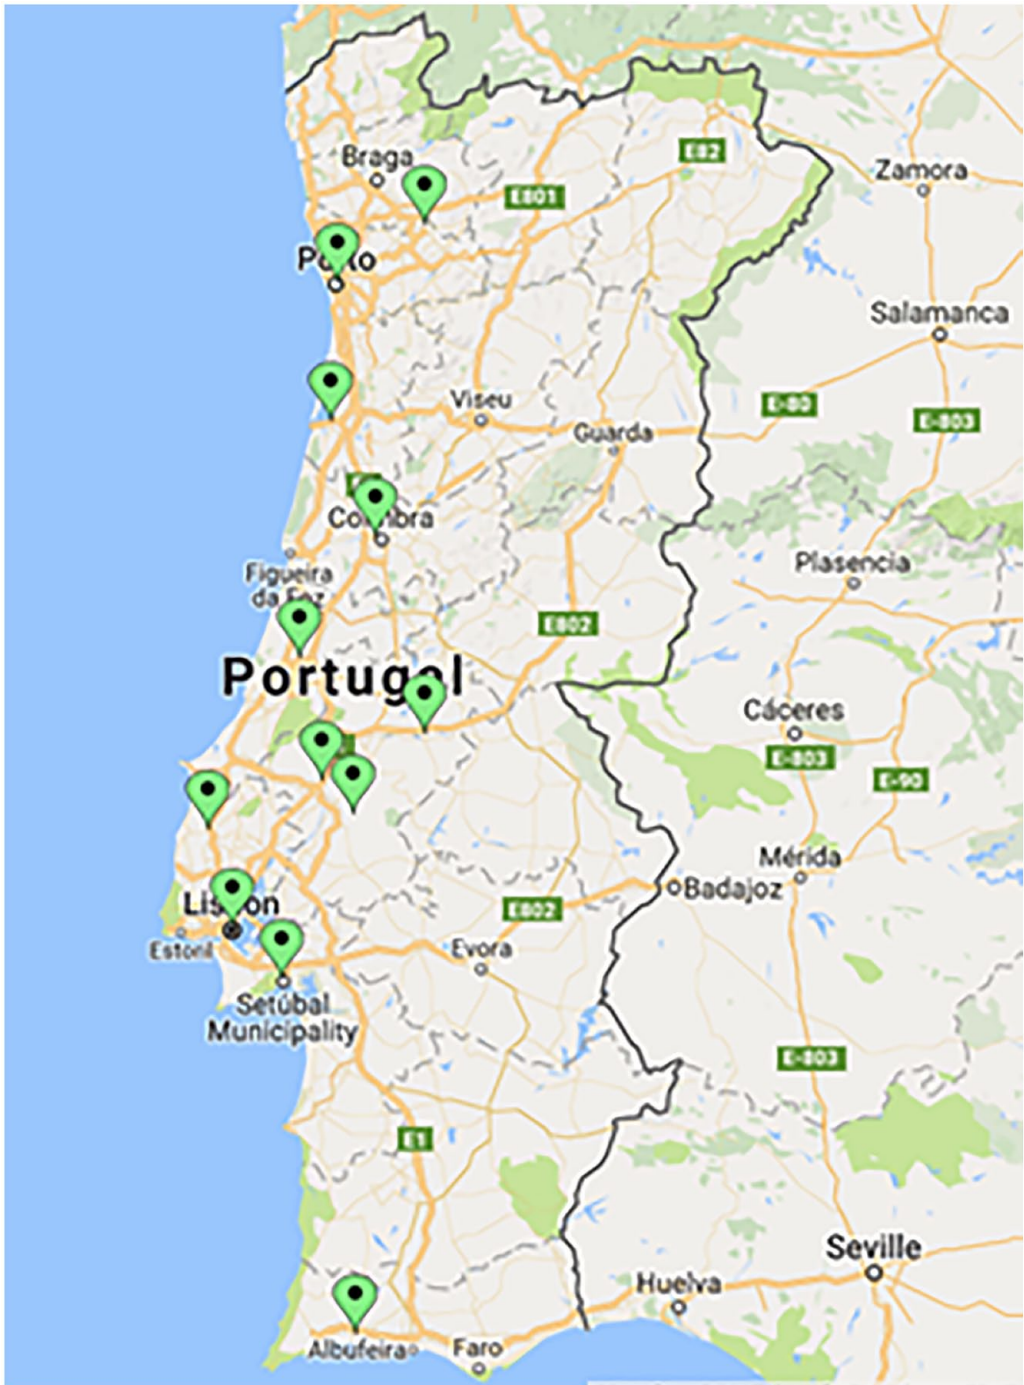 Braga
E82
Zamora
E801
Porto
Salamanca
Viseu
E-80
E-803
Guarda
Coimbra
Plasencia
Figueira
da Foz
E802
Portugal
Cáceres
E-803
E-90
Mérida
Badajoz
Lisbon
E802
Estoril
Evora
Setúbal
Municipality
E-803
E1
Seville
Huelva
Albufeira
Faro